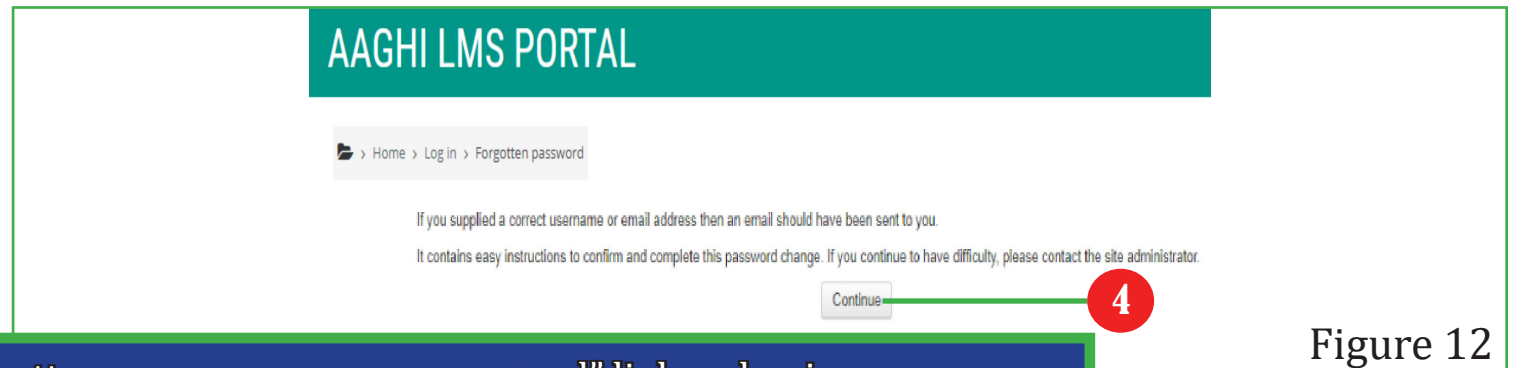 AAGHI LMS PORTAL
> Home > Log in > Forgotten password
If you supplied a correct username or email address then an email should have been sent to you.
It contains easy instructions to confirm and complete this password change. If you continue to have difficulty, please contact the site administrator.
Continue
4
Figure 12